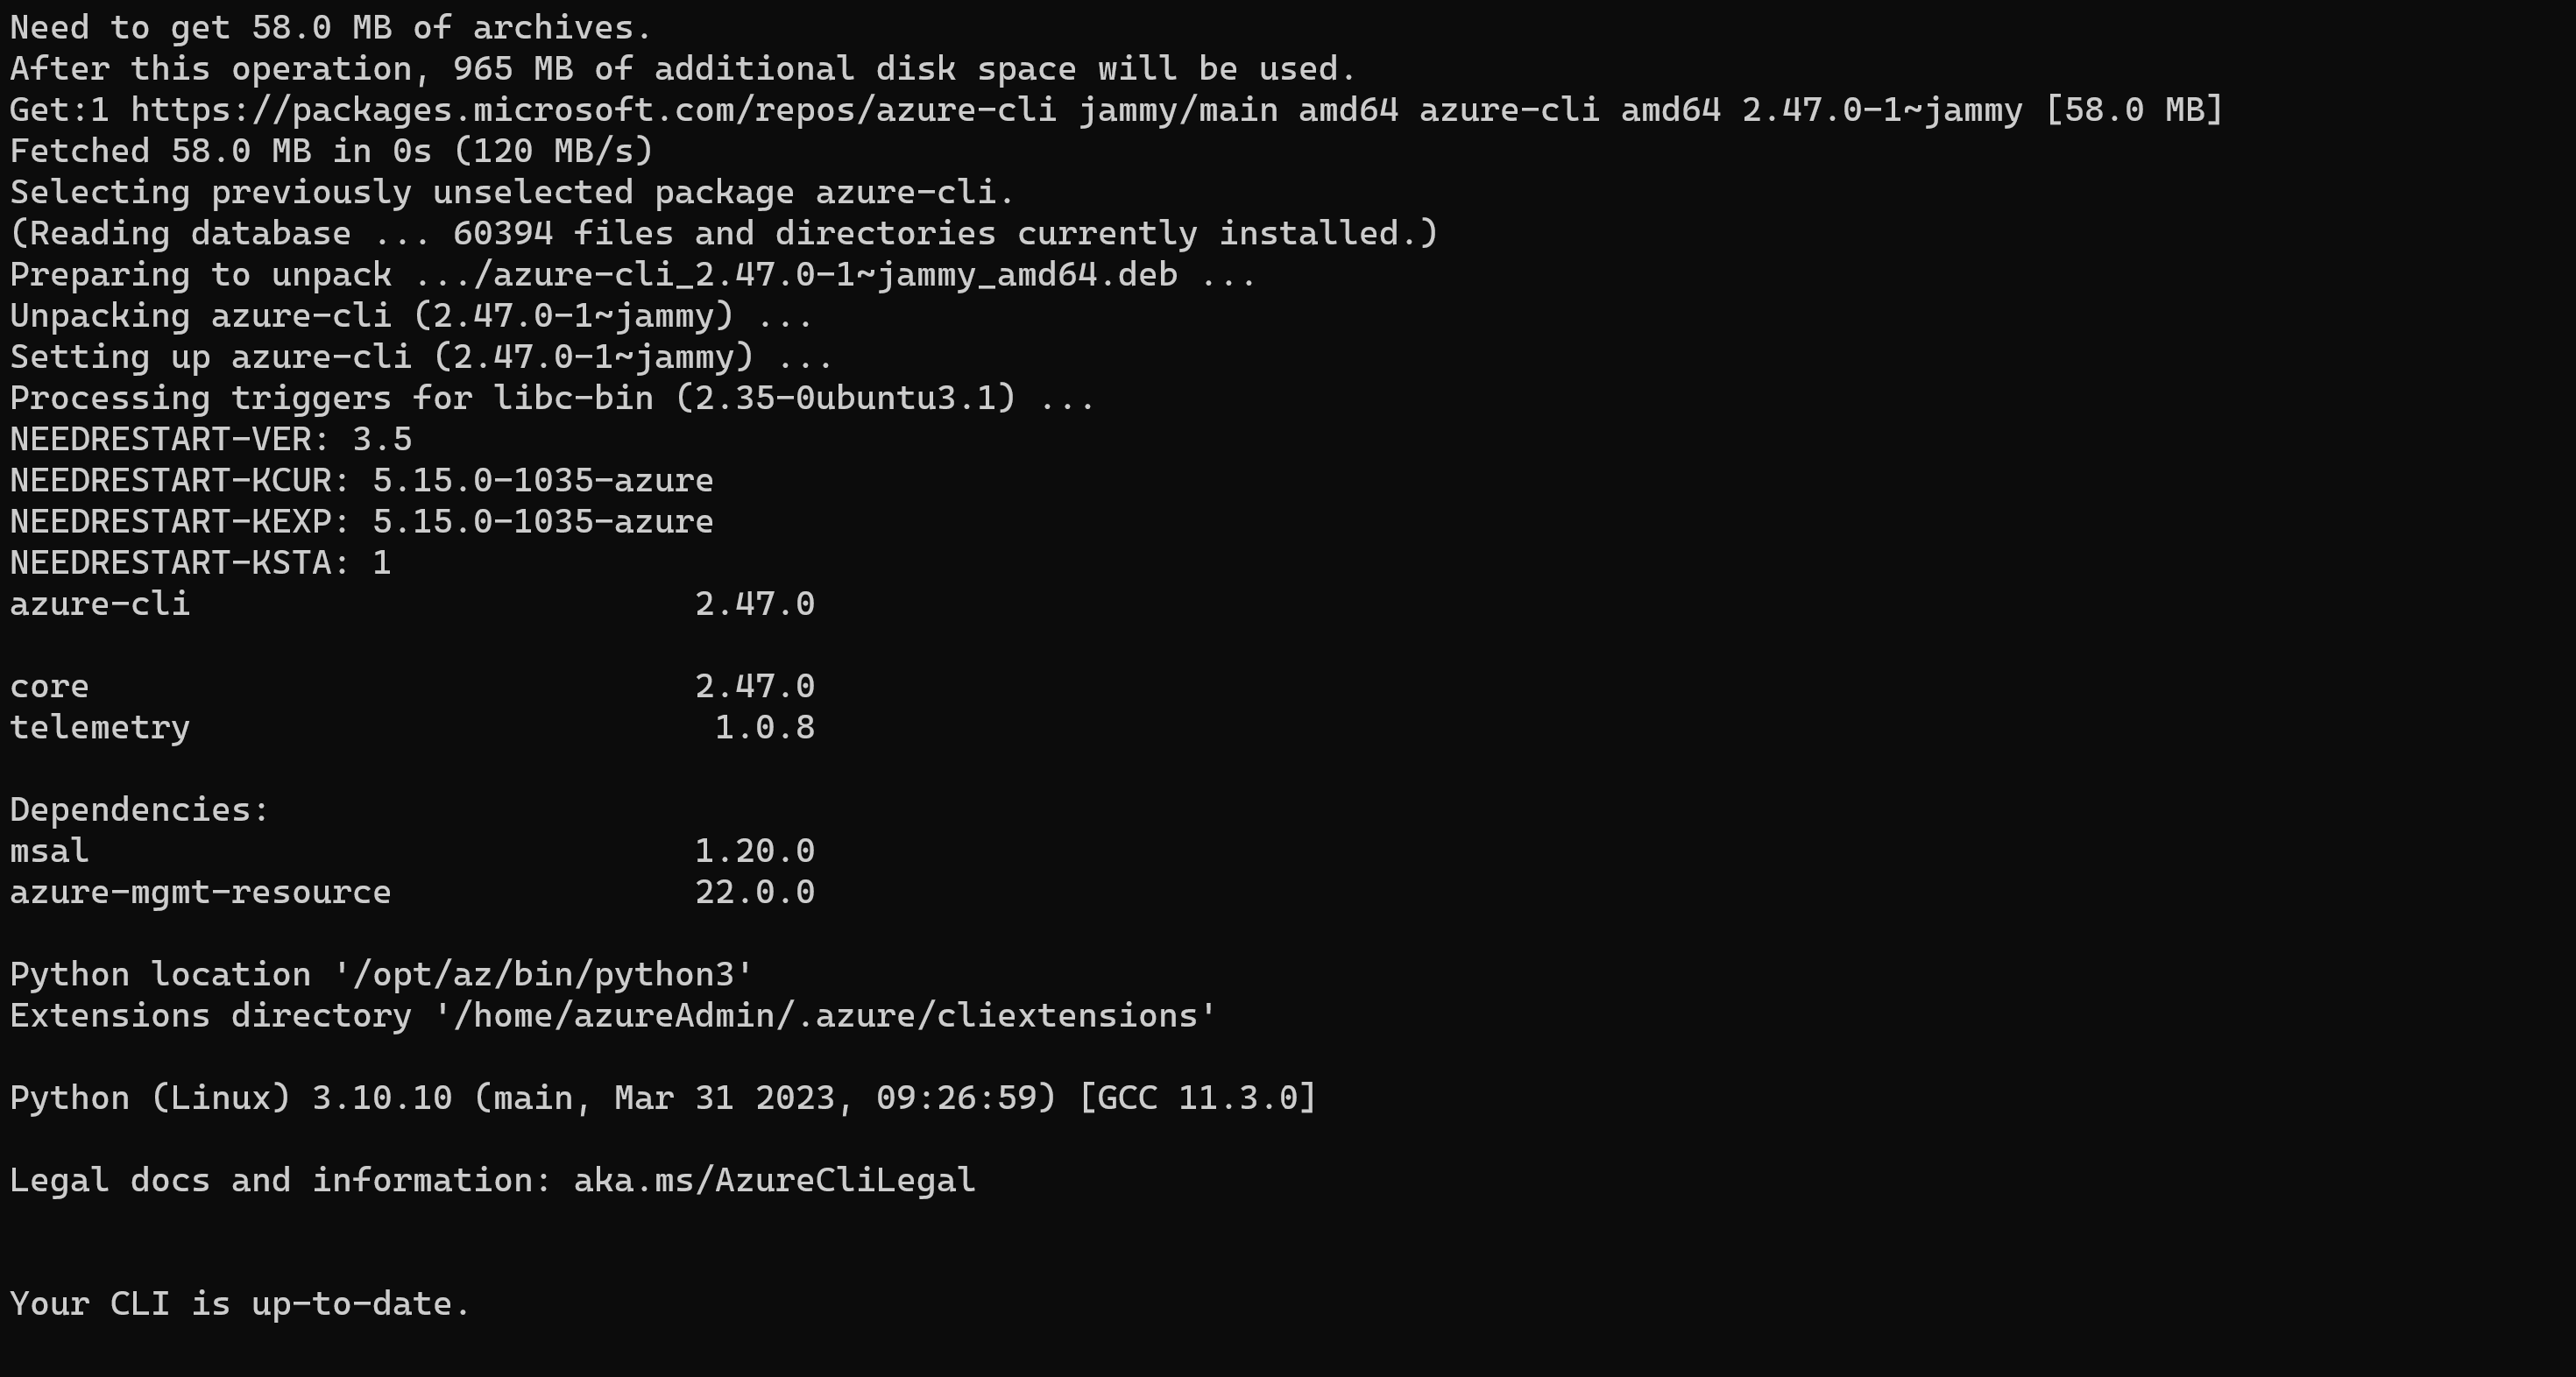 Need to get 58.0 MB of archives.
After this operation, 965 MB of additional disk space will be used.
Get:1 https://packages.microsoft.com/repos/azure-cli jammy/main amd64 azure-cli amd64 2.47.0-1~jammy [58.0 MB]
Fetched 58.0 MB in 0s (120 MB/s)
Selecting previously unselected package azure-cli.
(Reading database ... 60394 files and directories currently installed.)
Preparing to unpack .../azure-cli_2.47.0-1~jammy_amd64.deb ...
Unpacking azure-cli (2.47.0-1~jammy) ...
Setting up azure-cli (2.47.0-1~jammy) ...
Processing triggers for libc-bin (2.35-0ubuntu3.1) ...
NEEDRESTART-VER: 3.5
NEEDRESTART-KCUR: 5.15.0-1035-azure
NEEDRESTART-KEXP: 5.15.0-1035-azure
NEEDRESTART-KSTA: 1
azure-cli                         2.47.0

core                              2.47.0
telemetry                          1.0.8

Dependencies:
msal                              1.20.0
azure-mgmt-resource               22.0.0

Python location '/opt/az/bin/python3'
Extensions directory '/home/azureAdmin/.azure/cliextensions'

Python (Linux) 3.10.10 (main, Mar 31 2023, 09:26:59) [GCC 11.3.0]

Legal docs and information: aka.ms/AzureCliLegal


Your CLI is up-to-date.